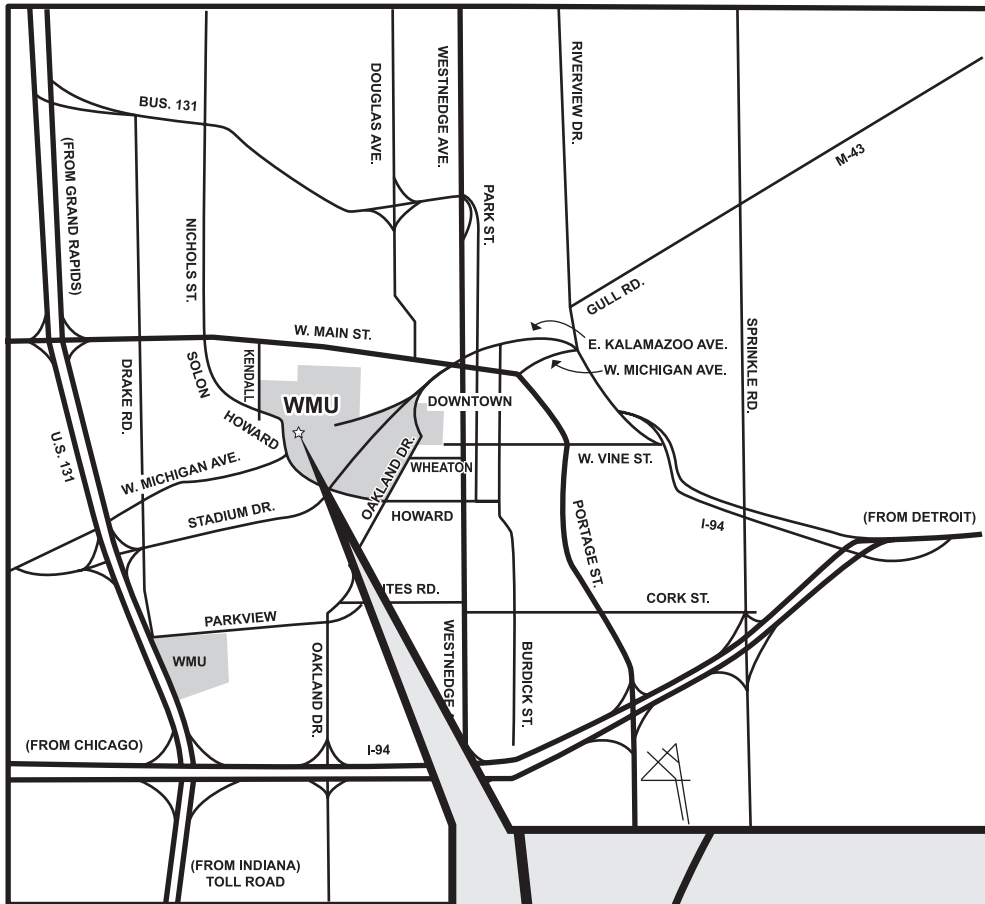 BUS. 131
DOUGLAS AVE.
WESTNEDGE AVE.
RIVERVIEW DR.
M-43
(FROM GRAND RAPIDS)
NICHOLS ST.
PARK ST.
GULL RD.
W. MAIN ST.
E. KALAMAZOO AVE.
W. MICHIGAN AVE.
SPRINKLE RD.
DRAKE RD.
SOLON
KENDALL
WMU
DOWNTOWN
HOWARD
U.S. 131
W. MICHIGAN AVE.
OAKLAND DR.
WHEATON
W. VINE ST.
STADIUM DR.
HOWARD
PORTAGE ST.
I-94
(FROM DETROIT)
ITES RD.
CORK ST.
PARKVIEW
WMU
OAKLAND DR.
WESTNEDGE
BURDICK ST.
(FROM CHICAGO)
I-94
(FROM INDIANA)
TOLL ROAD